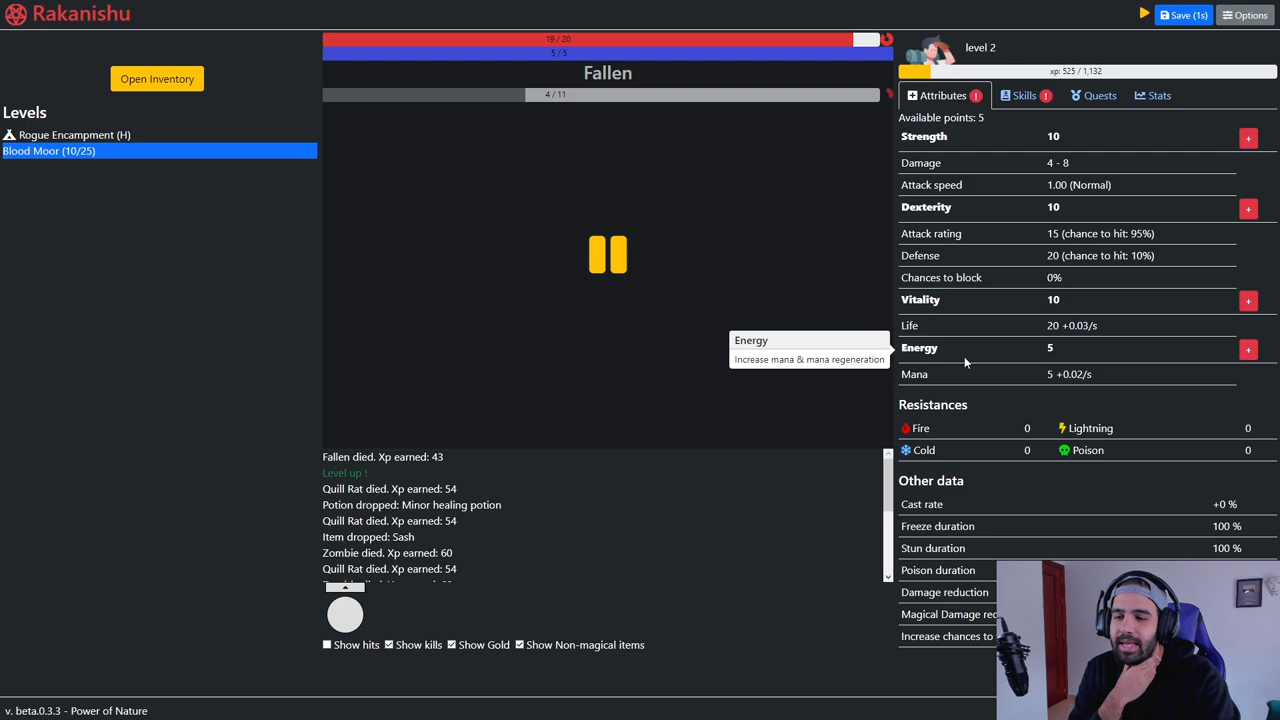 Rakanishu
Save (1s)
Options
Open Inventory
Levels
Rogue Encampment (H)
Blood Moor (10/25)
19 / 20
5 / 5
Fallen
4 / 11
Energy
Increase mana & mana regeneration
Fallen died. Xp earned: 43
Level up !
Quill Rat died. Xp earned: 54
Potion dropped: Minor healing potion
Quill Rat died. Xp earned: 54
Item dropped: Sash
Zombie died. Xp earned: 60
Quill Rat died. Xp earned: 54
Show hits Show kills Show Gold Show Non-magical items
level 2
xp: 525 / 1,132
Attributes ! Skills ! Quests Stats
Available points: 5
Strength 10 +
Damage 4 - 8
Attack speed 1.00 (Normal)
Dexterity 10 +
Attack rating 15 (chance to hit: 95%)
Defense 20 (chance to hit: 10%)
Chances to block 0%
Vitality 10 +
Life 20 +0.03/s
Energy 5 +
Mana 5 +0.02/s
Resistances
Fire 0 Lightning 0
Cold 0 Poison 0
Other data
Cast rate +0 %
Freeze duration 100 %
Stun duration 100 %
Poison duration
Damage reduction
Magical Damage rec
Increase chances to
v. beta.0.3.3 - Power of Nature